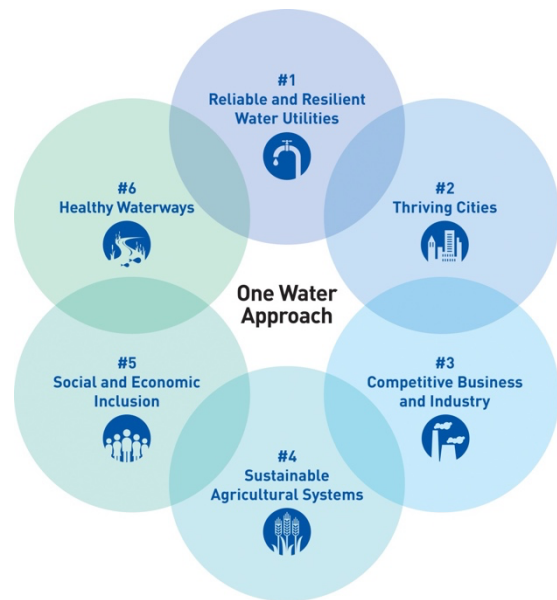 #1
Reliable and Resilient
Water Utilities
#2
Thriving Cities
#3
Competitive Business
and Industry
#4
Sustainable
Agricultural Systems
#5
Social and Economic
Inclusion
#6
Healthy Waterways
One Water
Approach